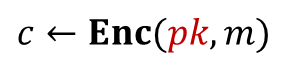 c ← Enc(pk, m)